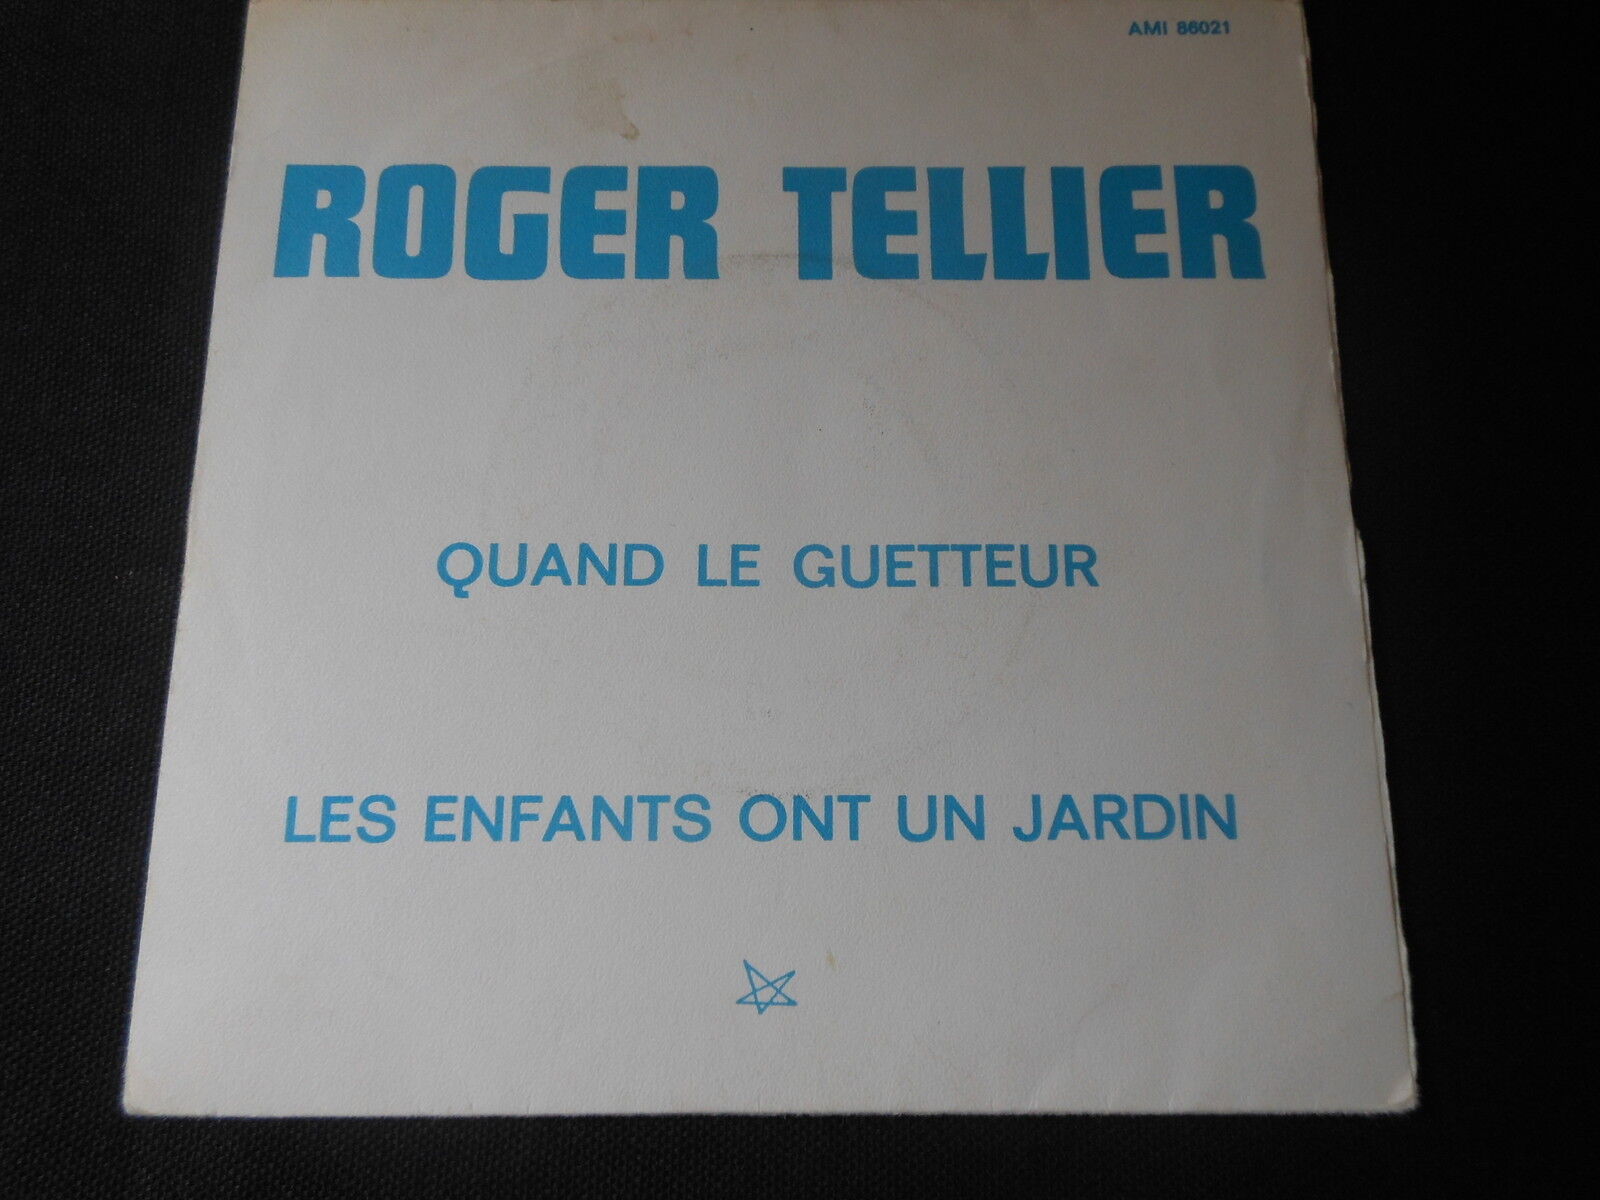 AMI 86021
ROGER TELLIER
QUAND LE GUETTEUR
LES ENFANTS ONT UN JARDIN